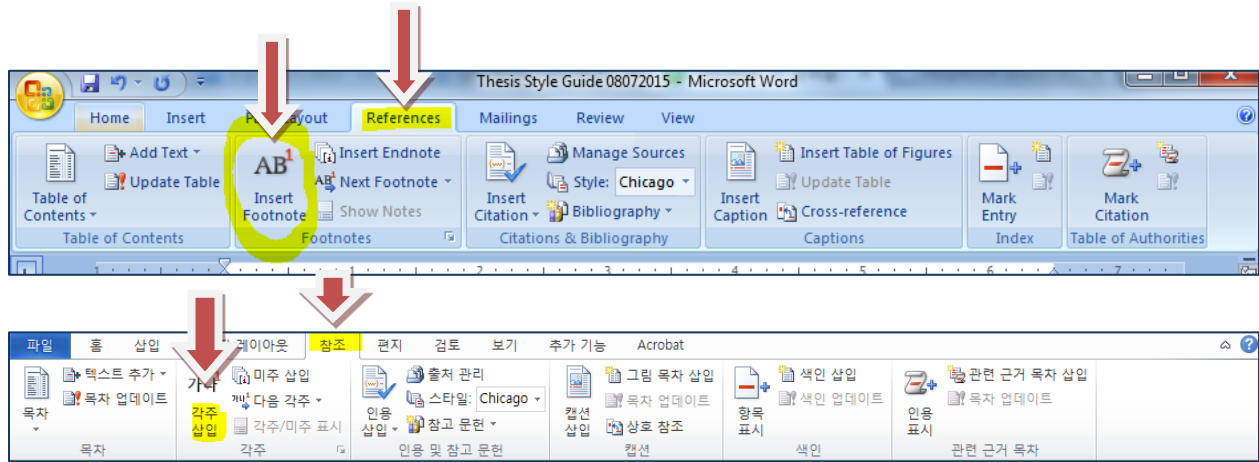 Thesis Style Guide 08072015 - Microsoft Word
Home Insert Layout References Mailings Review View
Add Text Insert Endnote Manage Sources Insert Table of Figures
AB1
Update Table AB1 Next Footnote Style: Chicago Update Table
Table of Contents Insert Footnote Show Notes Insert Citation Bibliography Insert Caption Cross-reference Mark Entry Mark Citation
Table of Contents Footnotes Citations & Bibliography Captions Index Table of Authorities
1 1 2 3 4 5 6 7
파일 홈 삽입 레이아웃 참조 편지 검토 보기 추가 기능 Acrobat
텍스트 추가 미주 삽입 출처 관리 그림 목차 삽입 색인 삽입 관련 근거 목차 삽입
목차 업데이트 다음 각주 스타일: Chicago 목차 업데이트 색인 업데이트
목차 각주 삽입 각주/미주 표시 인용 삽입 참고 문헌 캡션 삽입 상호 참조 항목 표시 인용 표시
목차 각주 인용 및 참고 문헌 캡션 색인 관련 근거 목차